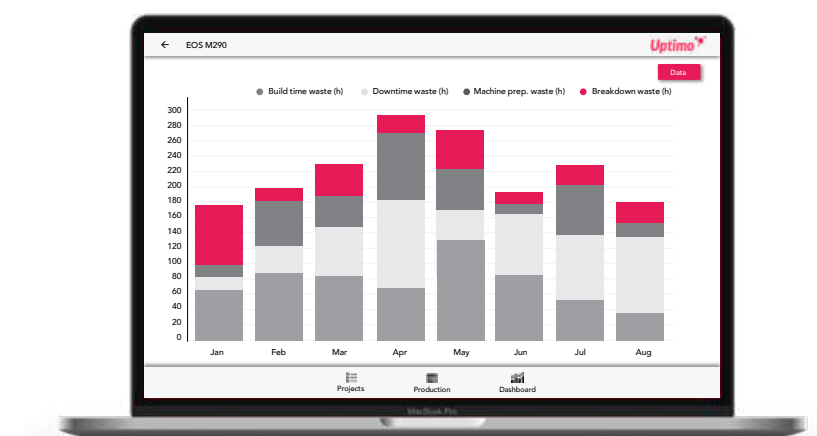 ← EOS M290
Uptimo
Data
Build time waste (h) Downtime waste (h) Machine prep. waste (h) Breakdown waste (h)
300
280
260
240
220
200
180
160
140
120
100
80
60
40
20
0
Jan Feb Mar Apr May Jun Jul Aug
Projects Production Dashboard
MacBook Pro